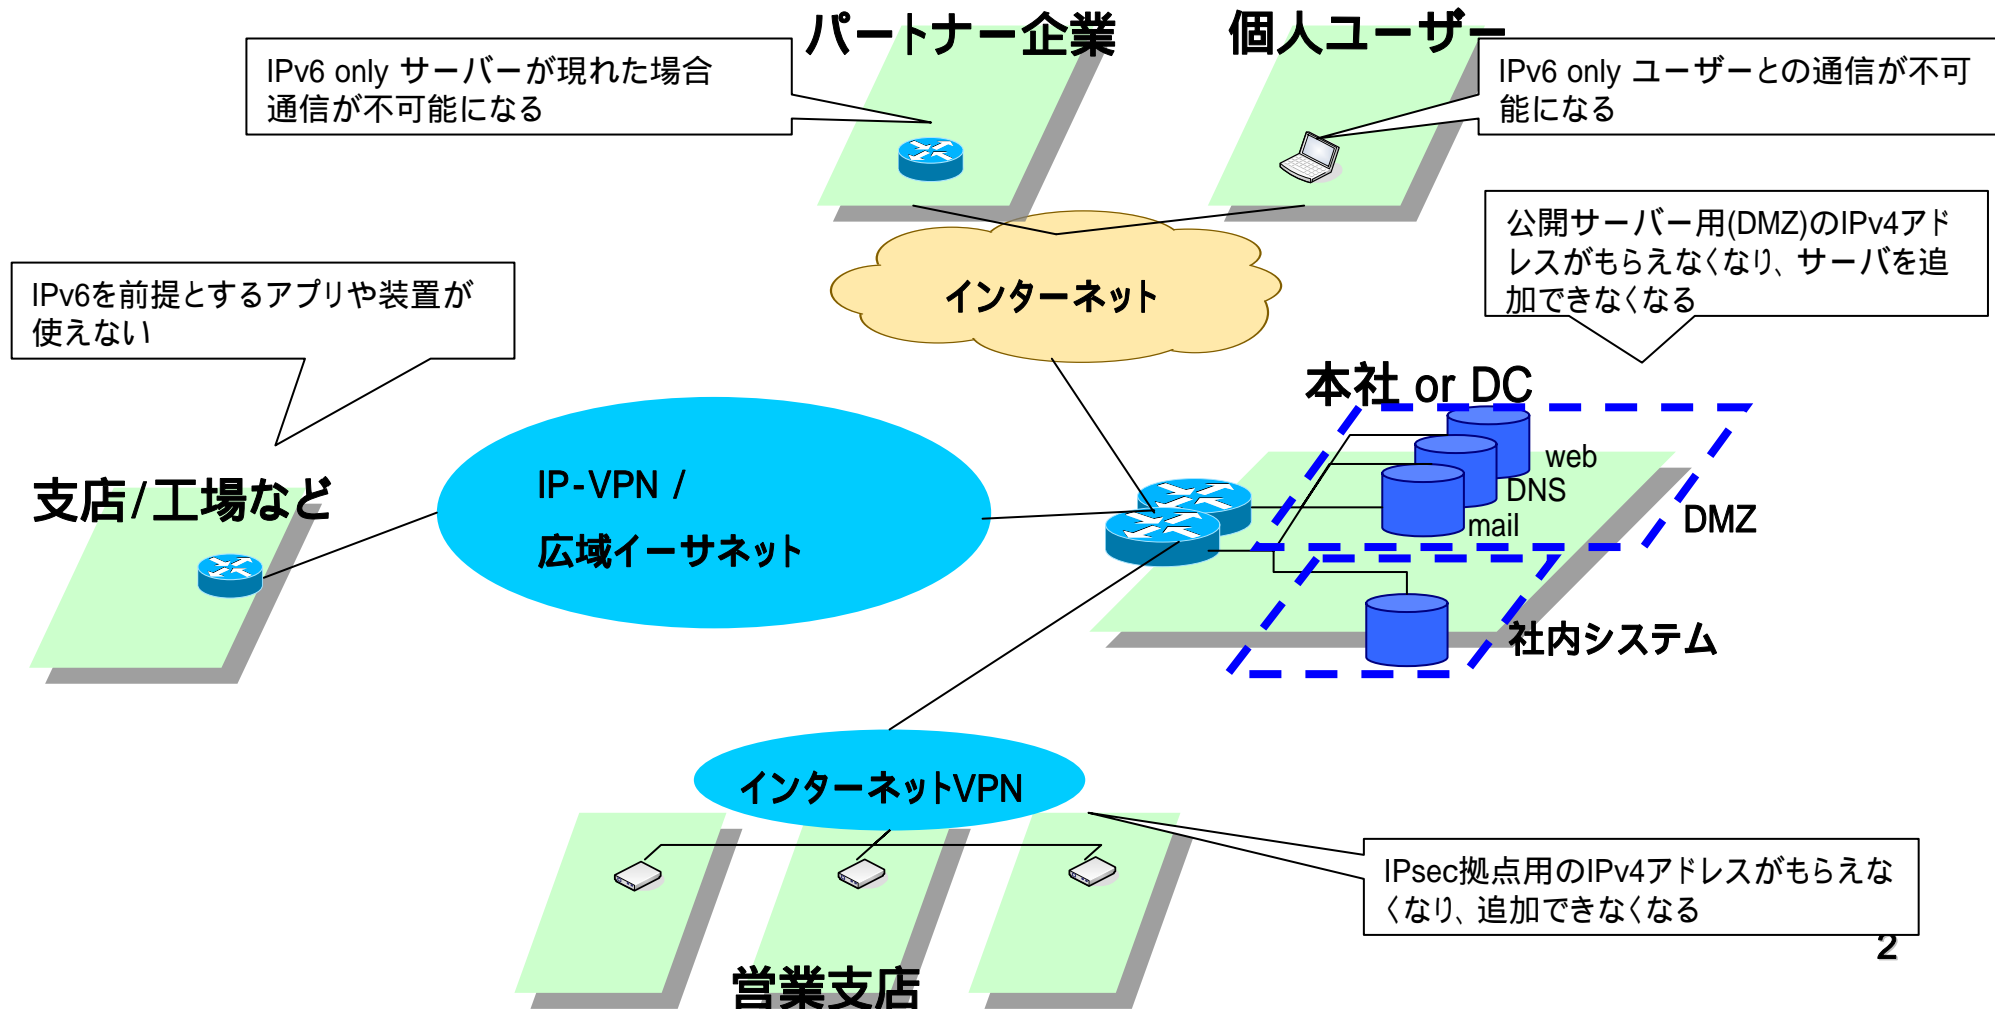 パートナー企業
個人ユーザー
IPv6 only サーバーが現れた場合
通信が不可能になる
IPv6 only ユーザーとの通信が不可
能になる
公開サーバー用(DMZ)のIPv4アド
レスがもらえなくなり、サーバを追
加できなくなる
IPv6を前提とするアプリや装置が
使えない
インターネット
本社 or DC
web
DNS
mail
DMZ
支店/工場など
IP-VPN /
広域イーサネット
社内システム
インターネットVPN
IPsec拠点用のIPv4アドレスがもらえな
くなり、追加できなくなる
営業支店
2